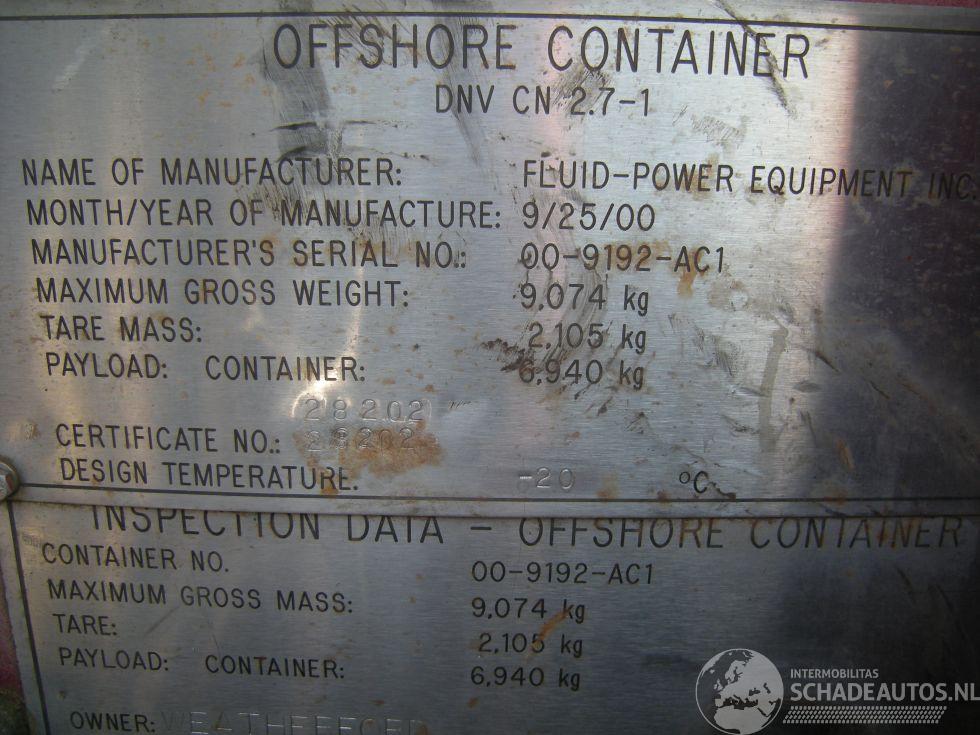 OFFSHORE CONTAINER
DNV CN 2.7-1
NAME OF MANUFACTURER: FLUID-POWER EQUIPMENT INC
MONTH/YEAR OF MANUFACTURE: 9/25/00
MANUFACTURER'S SERIAL NO.: 00-9192-AC1
MAXIMUM GROSS WEIGHT: 9,074 kg
TARE MASS: 2,105 kg
PAYLOAD: CONTAINER: 6,940 kg
28202
CERTIFICATE NO.: 28202
DESIGN TEMPERATURE. -20 °C
INSPECTION DATA - OFFSHORE CONTAINER
CONTAINER NO. 00-9192-AC1
MAXIMUM GROSS MASS: 9,074 kg
TARE: 2,105 kg
PAYLOAD: CONTAINER: 6,940 kg
OWNER: WEATHERFORD
INTERMOBILITAS
SCHADEAUTOS.NL